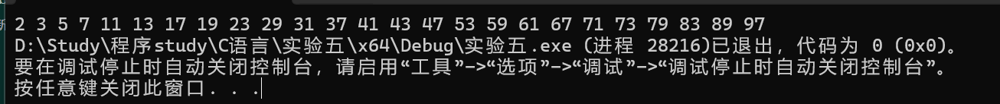 2 3 5 7 11 13 17 19 23 29 31 37 41 43 47 53 59 61 67 71 73 79 83 89 97
D:\Study\程序study\C语言\实验五\x64\Debug\实验五.exe (进程 28216)已退出，代码为 0 (0x0)。
要在调试停止时自动关闭控制台，请启用“工具”->“选项”->“调试”->“调试停止时自动关闭控制台”。
按任意键关闭此窗口. . .